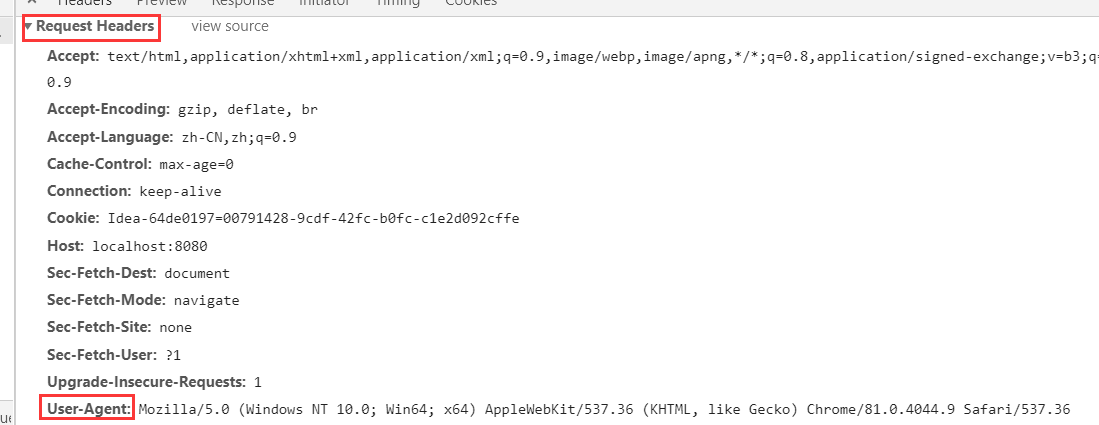 Headers Preview Response Initiator Timing Cookies
Request Headers view source
Accept: text/html,application/xhtml+xml,application/xml;q=0.9,image/webp,image/apng,*/*;q=0.8,application/signed-exchange;v=b3;q=
0.9
Accept-Encoding: gzip, deflate, br
Accept-Language: zh-CN,zh;q=0.9
Cache-Control: max-age=0
Connection: keep-alive
Cookie: Idea-64de0197=00791428-9cdf-42fc-b0fc-c1e2d092cffe
Host: localhost:8080
Sec-Fetch-Dest: document
Sec-Fetch-Mode: navigate
Sec-Fetch-Site: none
Sec-Fetch-User: ?1
Upgrade-Insecure-Requests: 1
User-Agent: Mozilla/5.0 (Windows NT 10.0; Win64; x64) AppleWebKit/537.36 (KHTML, like Gecko) Chrome/81.0.4044.9 Safari/537.36